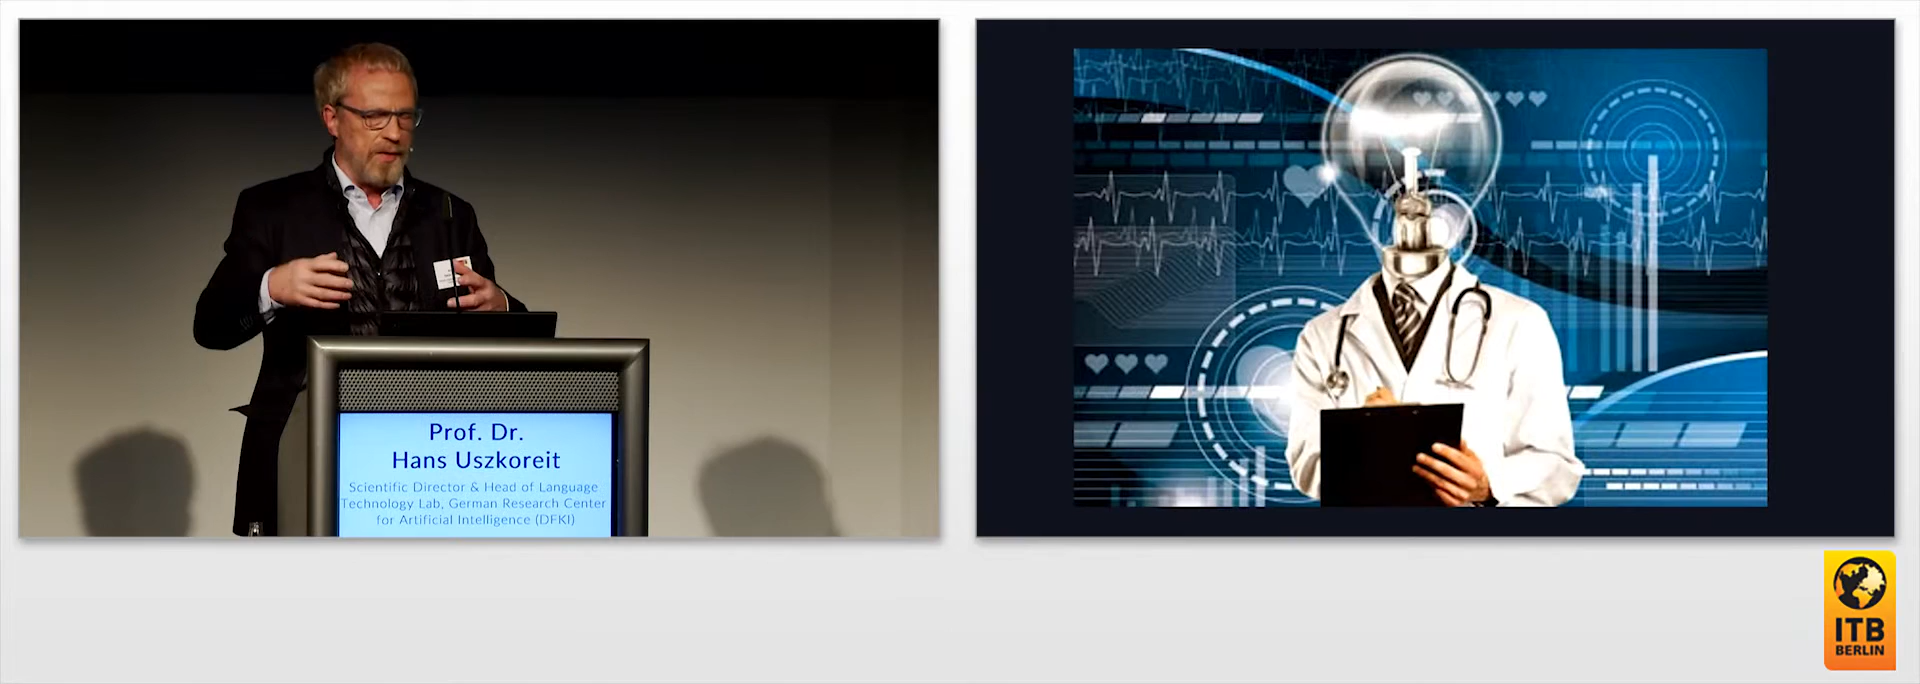 Prof. Dr.
Hans Uszkoreit
Scientific Director & Head of Language
Technology Lab, German Research Center
for Artificial Intelligence (DFKI)
ITB
BERLIN